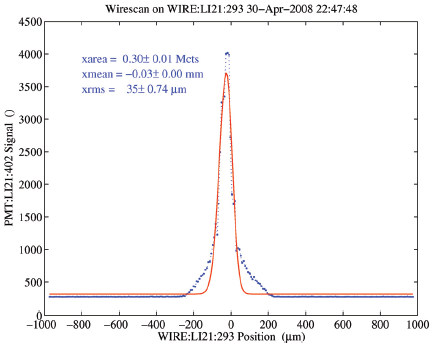 Wirescan on WIRE:LI21:293 30-Apr-2008 22:47:48
4500
4000
3500
3000
2500
2000
1500
1000
500
0
PMT:LI21:402 Signal ()
xarea = 0.30± 0.01 Mcts
xmean = -0.03± 0.00 mm
xrms = 35± 0.74 μm
-1000 -800 -600 -400 -200 0 200 400 600 800 1000
WIRE:LI21:293 Position (μm)